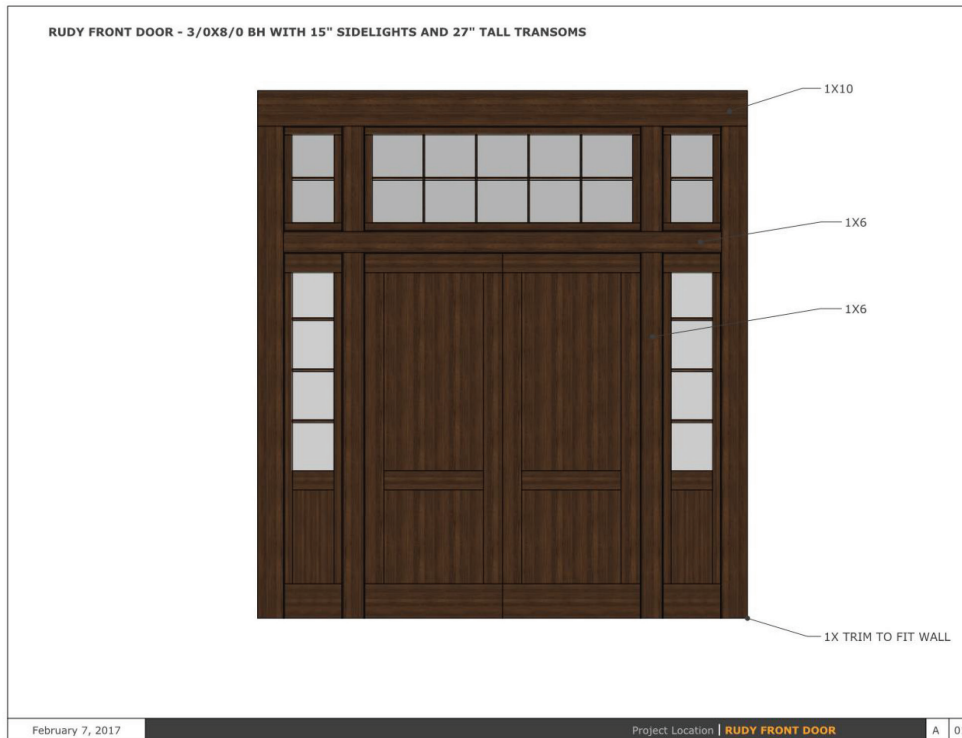 RUDY FRONT DOOR - 3/0X8/0 BH WITH 15" SIDELIGHTS AND 27" TALL TRANSOMS
1X10
1X6
1X6
1X TRIM TO FIT WALL
February 7, 2017
Project Location | RUDY FRONT DOOR
A 0